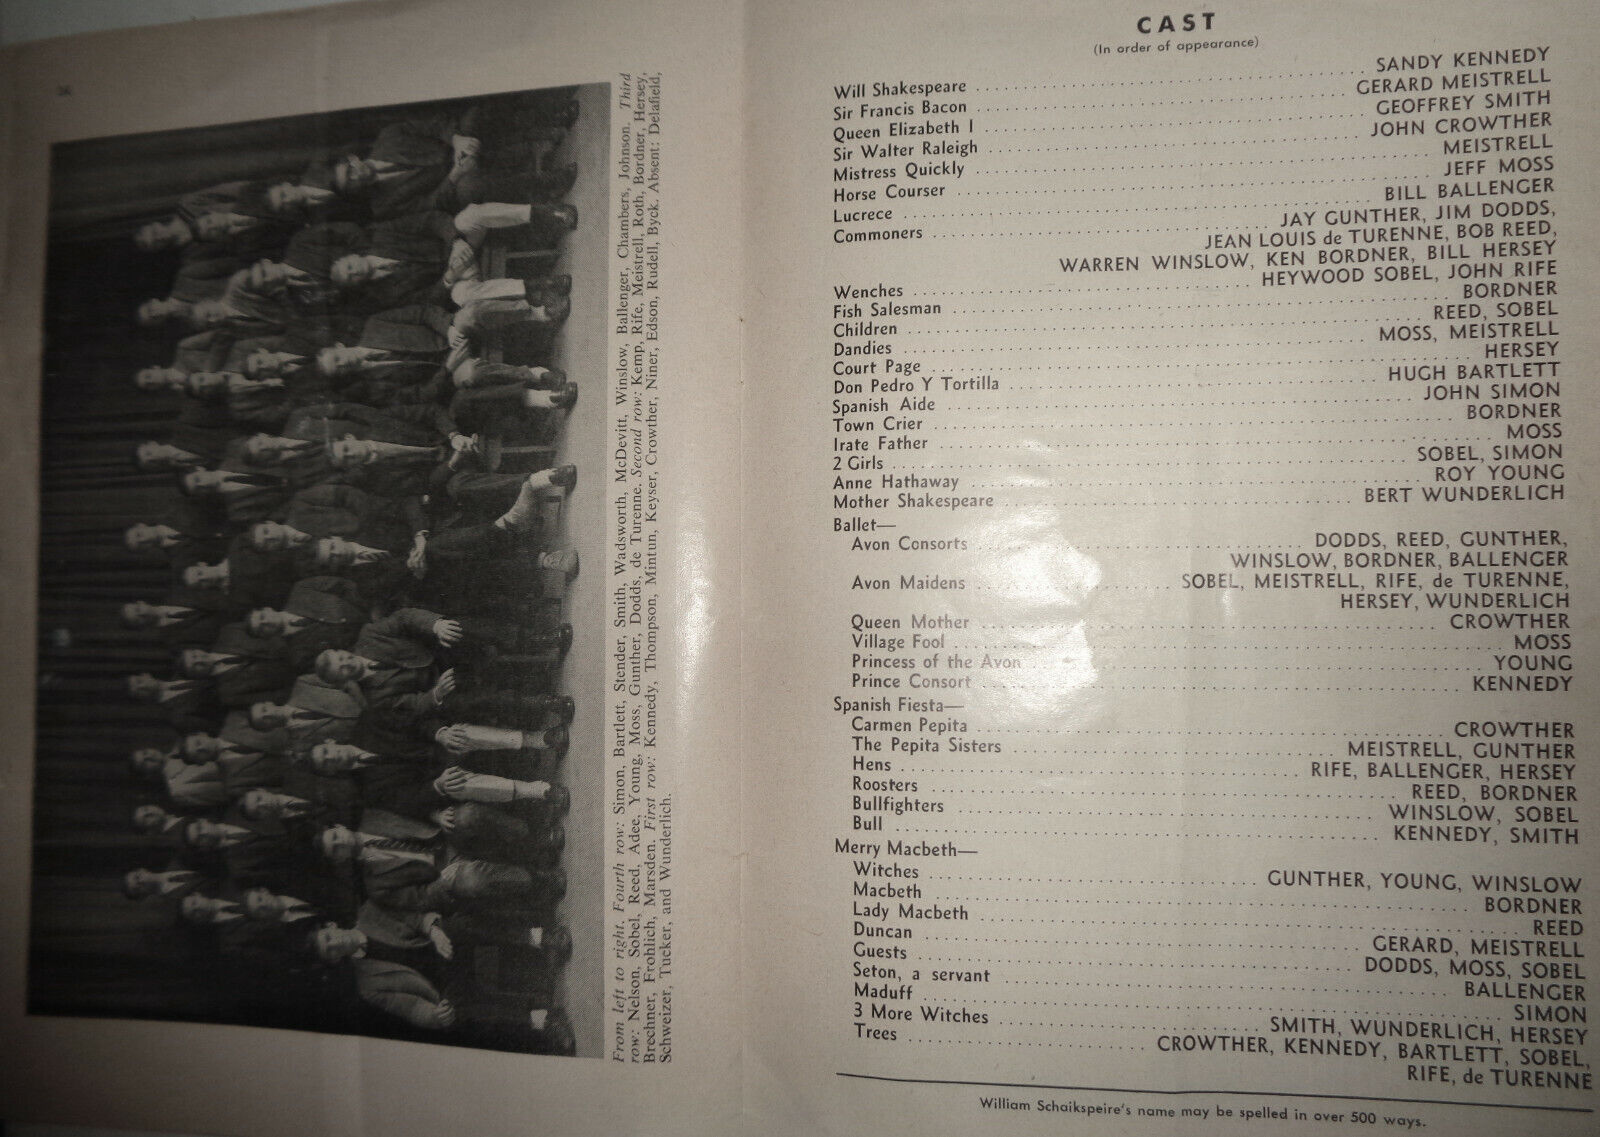 36
From left to right. Fourth row: Simon, Bartlett, Stender, Smith, Wadsworth, McDevitt, Winslow, Ballenger, Chambers, Johnson. Third
row: Nelson, Sobel, Reed, Adee, Young, Moss, Gunther, Dodds, de Turenne. Second row: Kemp, Rife, Meistrell, Roth, Bordner, Hersey,
Brechner, Frohlich, Marsden. First row: Kennedy, Thompson, Mintun, Keyser, Crowther, Niner, Edson, Rudell, Byck. Absent: Delafield,
Schweizer, Tucker, and Wunderlich.
CAST
(In order of appearance)
Will Shakespeare SANDY KENNEDY
Sir Francis Bacon GERARD MEISTRELL
Queen Elizabeth I GEOFFREY SMITH
Sir Walter Raleigh JOHN CROWTHER
Mistress Quickly MEISTRELL
Horse Courser JEFF MOSS
Lucrece BILL BALLENGER
Commoners JAY GUNTHER, JIM DODDS,
JEAN LOUIS de TURENNE, BOB REED,
WARREN WINSLOW, KEN BORDNER, BILL HERSEY
Wenches HEYWOOD SOBEL, JOHN RIFE
Fish Salesman BORDNER
Children REED, SOBEL
Dandies MOSS, MEISTRELL
Court Page HERSEY
Don Pedro Y Tortilla HUGH BARTLETT
Spanish Aide JOHN SIMON
Town Crier BORDNER
Irate Father MOSS
2 Girls SOBEL, SIMON
Anne Hathaway ROY YOUNG
Mother Shakespeare BERT WUNDERLICH
Ballet—
Avon Consorts DODDS, REED, GUNTHER,
WINSLOW, BORDNER, BALLENGER
Avon Maidens SOBEL, MEISTRELL, RIFE, de TURENNE,
HERSEY, WUNDERLICH
Queen Mother CROWTHER
Village Fool MOSS
Princess of the Avon YOUNG
Prince Consort KENNEDY
Spanish Fiesta—
Carmen Pepita CROWTHER
The Pepita Sisters MEISTRELL, GUNTHER
Hens RIFE, BALLENGER, HERSEY
Roosters REED, BORDNER
Bullfighters WINSLOW, SOBEL
Bull KENNEDY, SMITH
Merry Macbeth—
Witches GUNTHER, YOUNG, WINSLOW
Macbeth BORDNER
Lady Macbeth REED
Duncan GERARD, MEISTRELL
Guests DODDS, MOSS, SOBEL
Seton, a servant BALLENGER
Maduff SIMON
3 More Witches SMITH, WUNDERLICH, HERSEY
Trees CROWTHER, KENNEDY, BARTLETT, SOBEL,
RIFE, de TURENNE
William Schaikspeire's name may be spelled in over 500 ways.